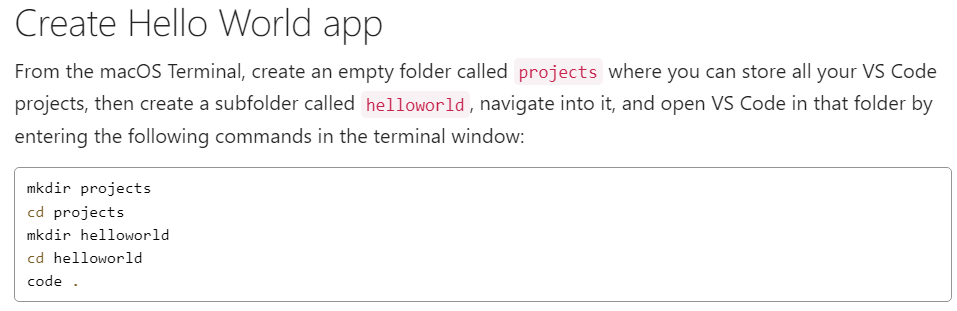 Create Hello World app
From the macOS Terminal, create an empty folder called projects where you can store all your VS Code
projects, then create a subfolder called helloworld, navigate into it, and open VS Code in that folder by
entering the following commands in the terminal window:
mkdir projects
cd projects
mkdir helloworld
cd helloworld
code .